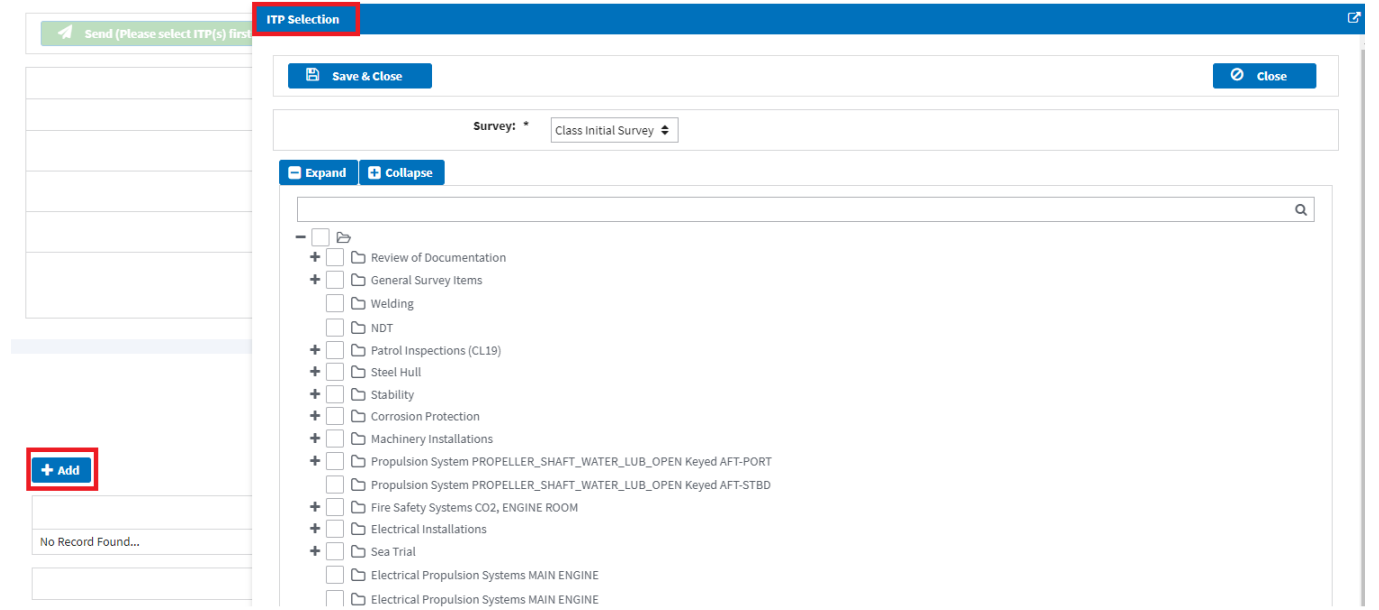 Send (Please select ITP(s) first
ITP Selection
Save & Close
Close
Survey: *
Class Initial Survey
Expand
Collapse
Review of Documentation
General Survey Items
Welding
NDT
Patrol Inspections (CL19)
Steel Hull
Stability
Corrosion Protection
Machinery Installations
Propulsion System PROPELLER_SHAFT_WATER_LUB_OPEN Keyed AFT-PORT
Propulsion System PROPELLER_SHAFT_WATER_LUB_OPEN Keyed AFT-STBD
Fire Safety Systems CO2, ENGINE ROOM
Electrical Installations
Sea Trial
Electrical Propulsion Systems MAIN ENGINE
Electrical Propulsion Systems MAIN ENGINE
Add
No Record Found...